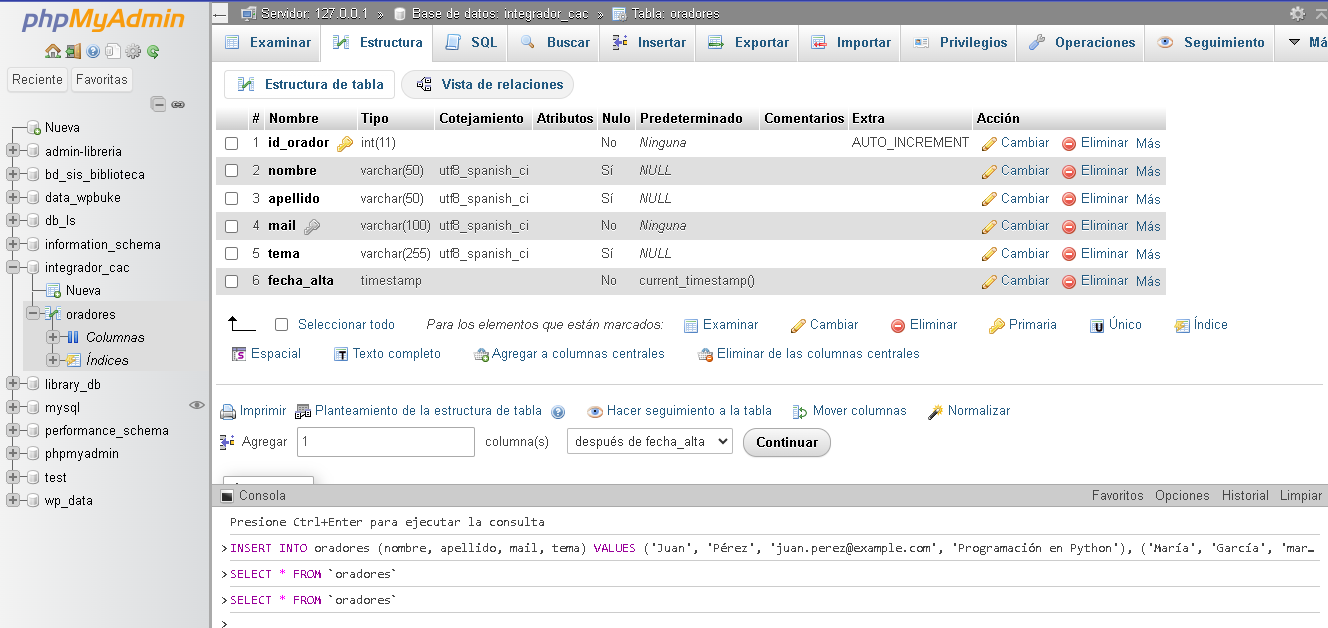 phpMyAdmin
Reciente Favoritas
Nueva
admin-libreria
bd_sis_biblioteca
data_wpbuke
db_ls
information_schema
integrador_cac
Nueva
oradores
Columnas
Índices
library_db
mysql
performance_schema
phpmyadmin
test
wp_data
Servidor: 127.0.0.1 » Base de datos: integrador_cac » Tabla: oradores
Examinar Estructura SQL Buscar Insertar Exportar Importar Privilegios Operaciones Seguimiento Má
Estructura de tabla Vista de relaciones
# Nombre Tipo Cotejamiento Atributos Nulo Predeterminado Comentarios Extra Acción
1 id_orador int(11) No Ninguna AUTO_INCREMENT Cambiar Eliminar Más
2 nombre varchar(50) utf8_spanish_ci Sí NULL Cambiar Eliminar Más
3 apellido varchar(50) utf8_spanish_ci Sí NULL Cambiar Eliminar Más
4 mail varchar(100) utf8_spanish_ci No Ninguna Cambiar Eliminar Más
5 tema varchar(255) utf8_spanish_ci Sí NULL Cambiar Eliminar Más
6 fecha_alta timestamp No current_timestamp() Cambiar Eliminar Más
Seleccionar todo Para los elementos que están marcados: Examinar Cambiar Eliminar Primaria Único Índice
Espacial Texto completo Agregar a columnas centrales Eliminar de las columnas centrales
Imprimir Planteamiento de la estructura de tabla Hacer seguimiento a la tabla Mover columnas Normalizar
Agregar 1 columna(s) después de fecha_alta Continuar
Consola Favoritos Opciones Historial Limpiar
Presione Ctrl+Enter para ejecutar la consulta
>INSERT INTO oradores (nombre, apellido, mail, tema) VALUES ('Juan', 'Pérez', 'juan.perez@example.com', 'Programación en Python'), ('María', 'García', 'mar…
>SELECT * FROM `oradores`
>SELECT * FROM `oradores`
>